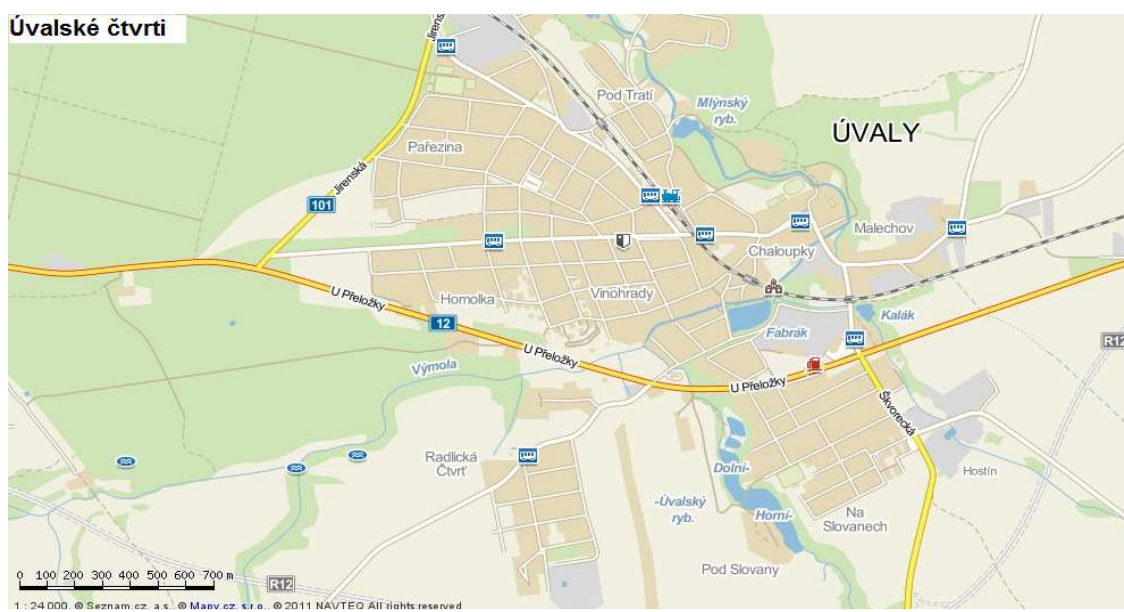 Úvalské čtvrti
Jirenská
Pod Tratí
Mlýnský
ryb.
ÚVALY
Pařezina
Jirenská
101
Malechov
Chaloupky
U Přeložky
Homolka
Vinohrady
12
Fabrák
Kalák
R12
U Přeložky
Výmola
U Přeložky
Škvorecká
Radlická
Čtvrť
Dolní-
Hostín
-Úvalský
ryb.
Horní-
Na
Slovanech
Pod Slovany
R12
0 100 200 300 400 500 600 700 m
1 : 24 000, © Seznam.cz, a.s., © Mapy.cz, s.r.o., © 2011 NAVTEQ All rights reserved